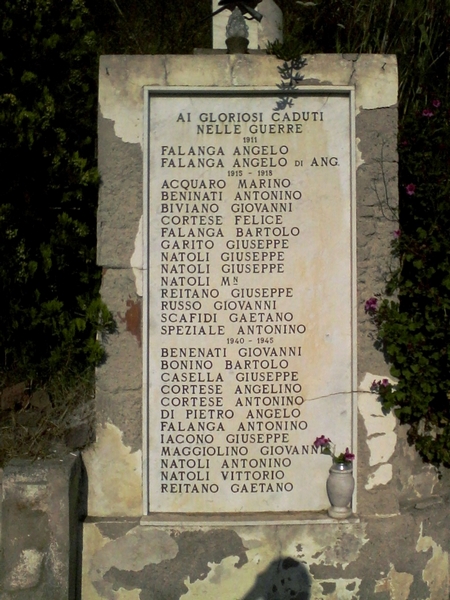 AI GLORIOSI CADUTI
NELLE GUERRE
1911
FALANGA ANGELO
FALANGA ANGELO DI ANG.
1915 - 1918
ACQUARO MARINO
BENINATI ANTONINO
BIVIANO GIOVANNI
CORTESE FELICE
FALANGA BARTOLO
GARITO GIUSEPPE
NATOLI GIUSEPPE
NATOLI GIUSEPPE
NATOLI MN
REITANO GIUSEPPE
RUSSO GIOVANNI
SCAFIDI GAETANO
SPEZIALE ANTONINO
1940 - 1945
BENENATI GIOVANNI
BONINO BARTOLO
CASELLA GIUSEPPE
CORTESE ANGELINO
CORTESE ANTONINO
DI PIETRO ANGELO
FALANGA ANTONINO
IACONO GIUSEPPE
MAGGIOLINO GIOVANNI
NATOLI ANTONINO
NATOLI VITTORIO
REITANO GAETANO